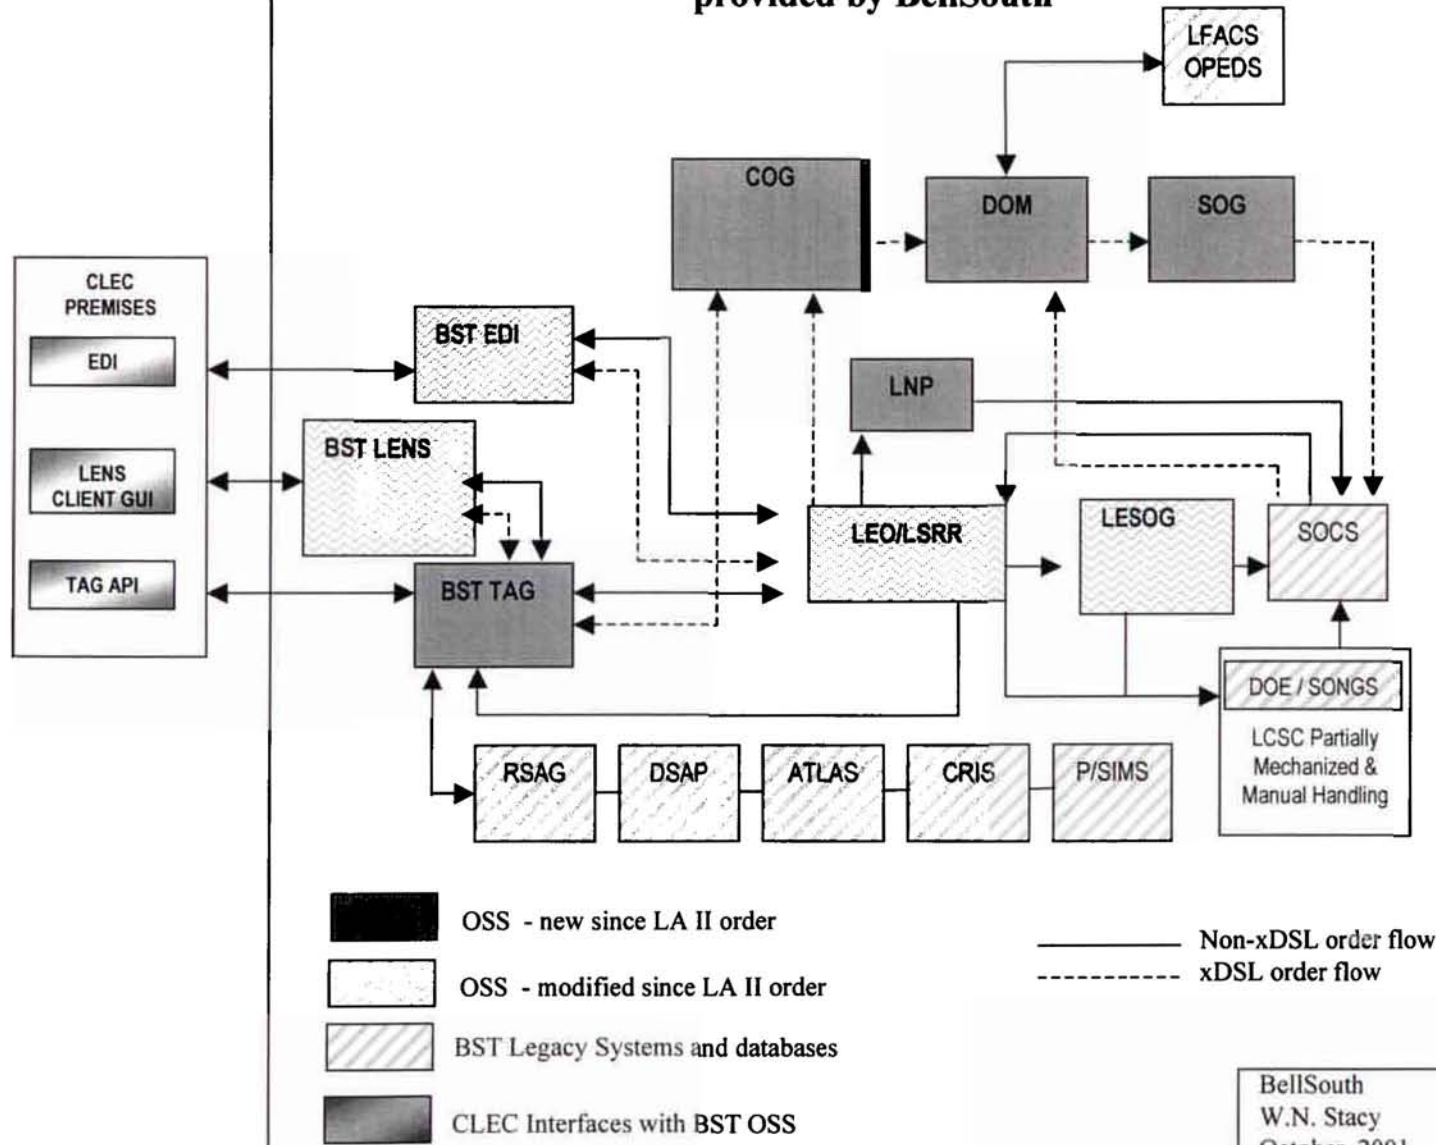 provided by BellSouth
LFACS
OPEDS
COG
DOM
SOG
CLEC
PREMISES
EDI
BST EDI
LNP
BST LENS
LENS
CLIENT GUI
LEO/LSRR
LESOG
SOCS
TAG API
BST TAG
DOE / SONGS
LCSC Partially
Mechanized &
Manual Handling
RSAG
DSAP
ATLAS
CRIS
P/SIMS
OSS - new since LA II order
OSS - modified since LA II order
BST Legacy Systems and databases
CLEC Interfaces with BST OSS
Non-xDSL order flow
xDSL order flow
BellSouth
W.N. Stacy
October, 2001